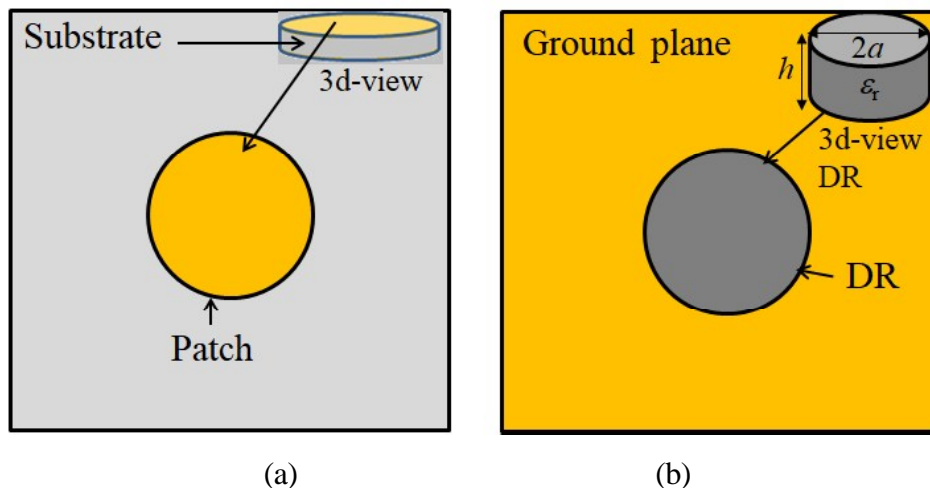 Substrate
3d-view
Patch
(a)
Ground plane
2a
h
εr
3d-view
DR
DR
(b)